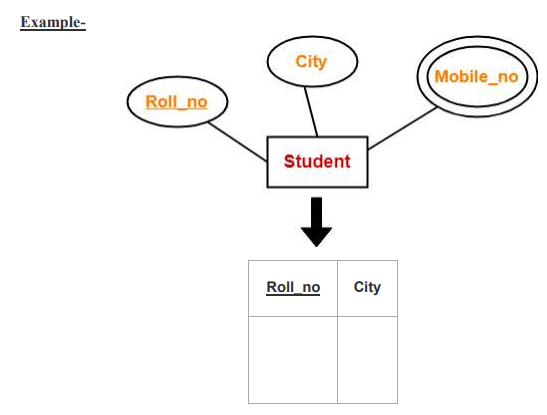 Example-
City
Mobile_no
Roll_no
Student
Roll_no City